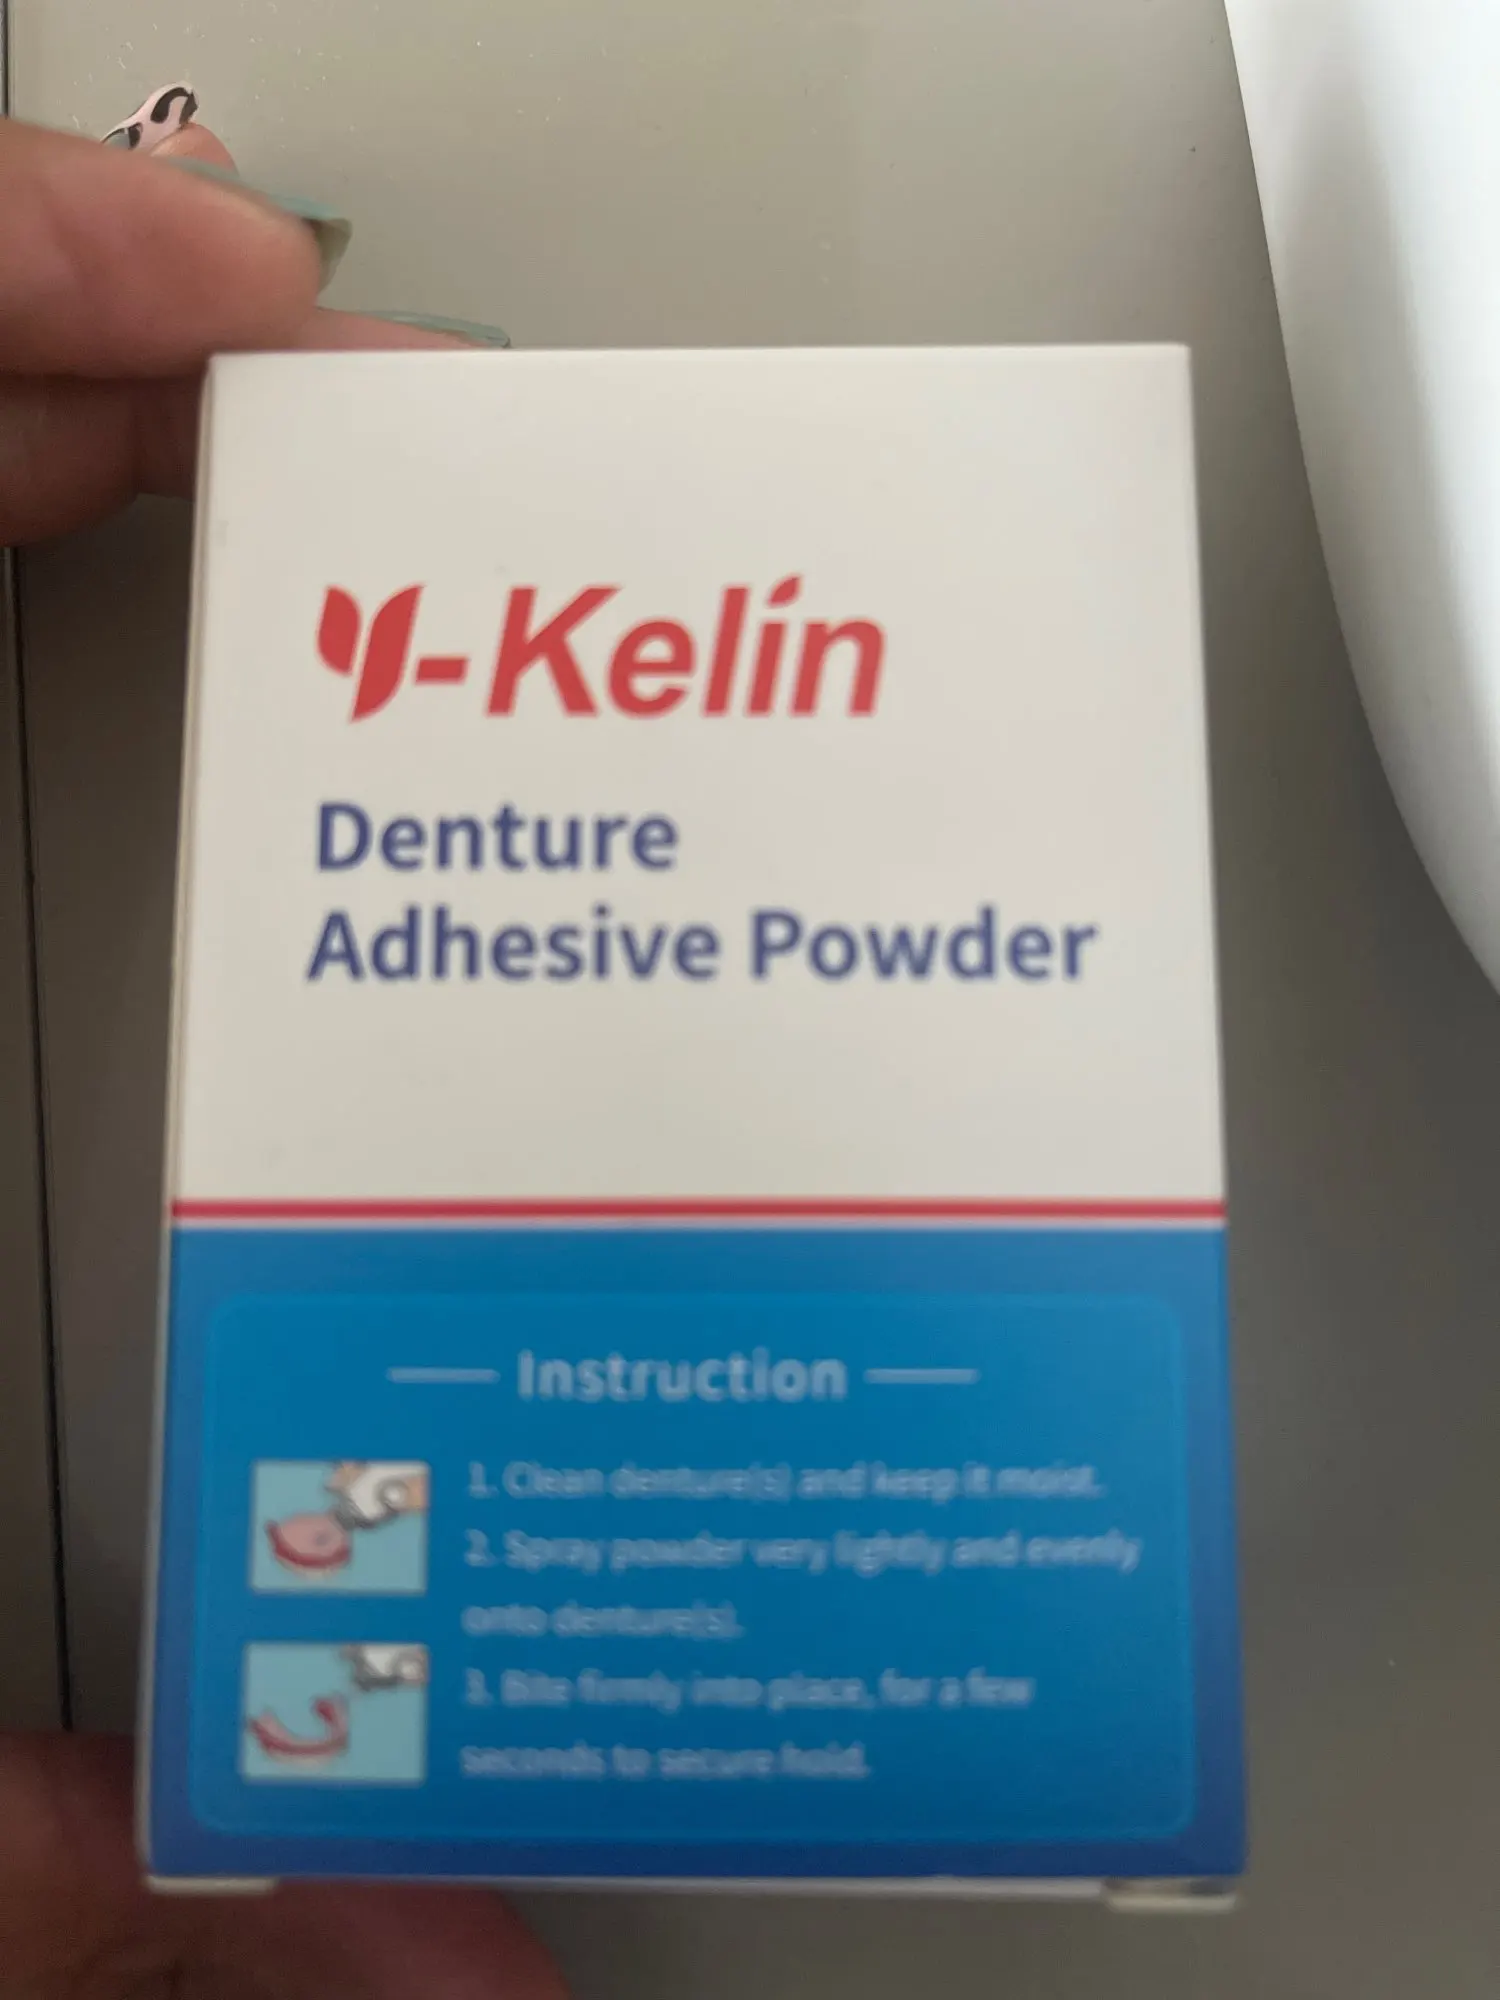 Y-Kelin
Denture
Adhesive Powder
Instruction
1. Clean denture(s) and keep it moist.
2. Spray powder very lightly and evenly
onto denture(s).
3. Bite firmly into place, for a few
seconds to secure hold.